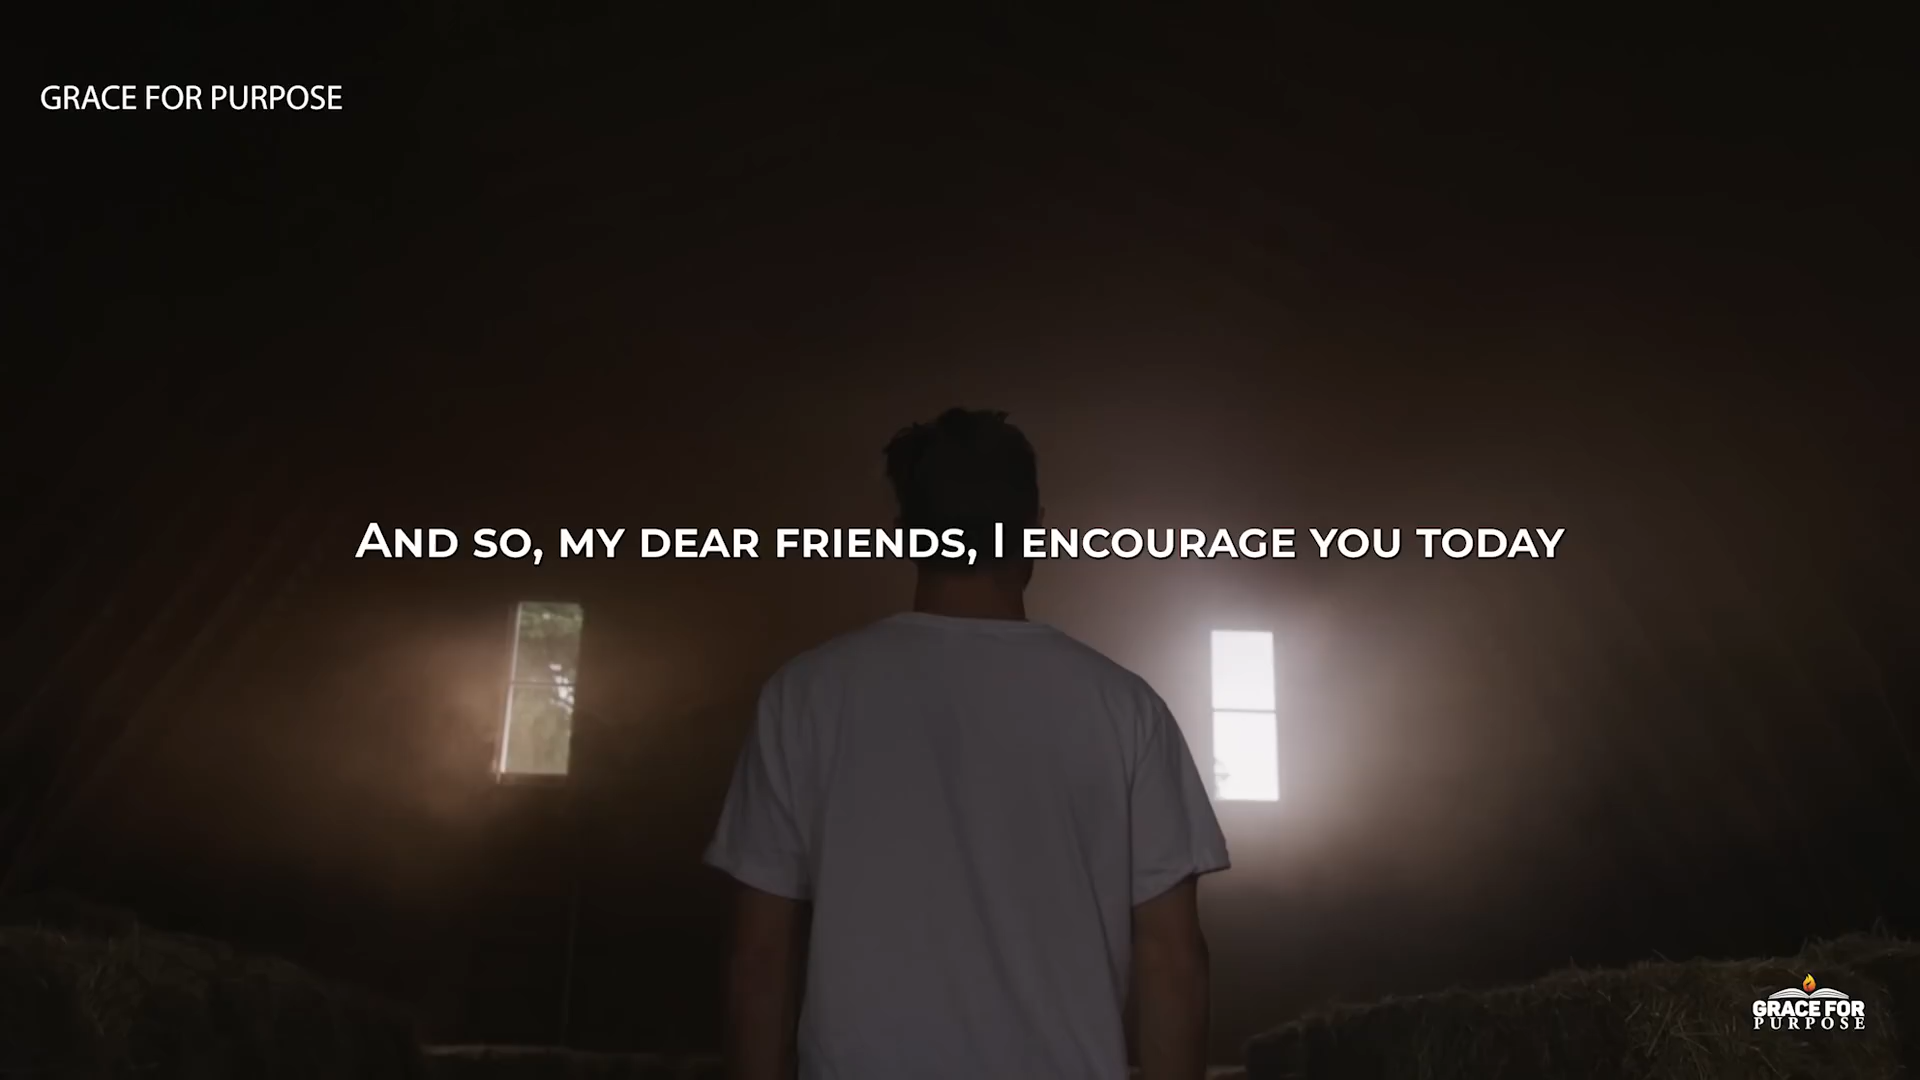 GRACE FOR PURPOSE
And so, my dear friends, I encourage you today
GRACE FOR
PURPOSE